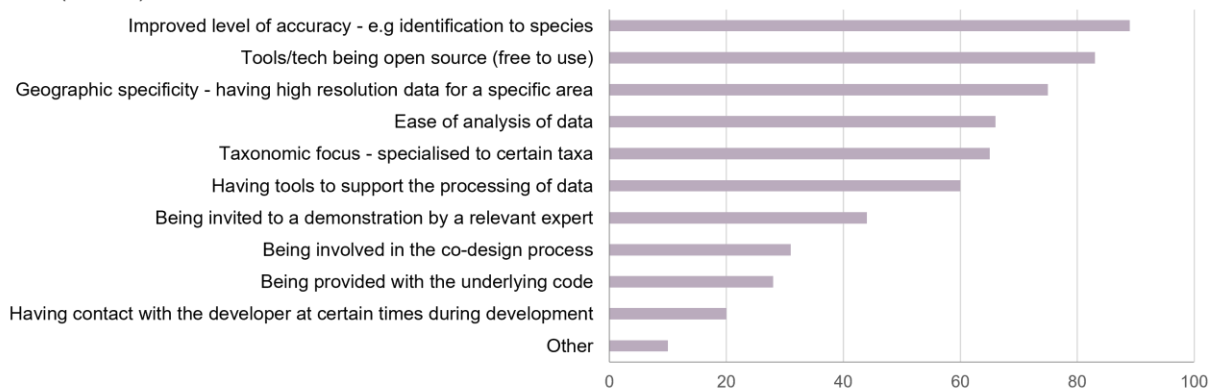 Improved level of accuracy - e.g identification to species
Tools/tech being open source (free to use)
Geographic specificity - having high resolution data for a specific area
Ease of analysis of data
Taxonomic focus - specialised to certain taxa
Having tools to support the processing of data
Being invited to a demonstration by a relevant expert
Being involved in the co-design process
Being provided with the underlying code
Having contact with the developer at certain times during development
Other
0 20 40 60 80 100